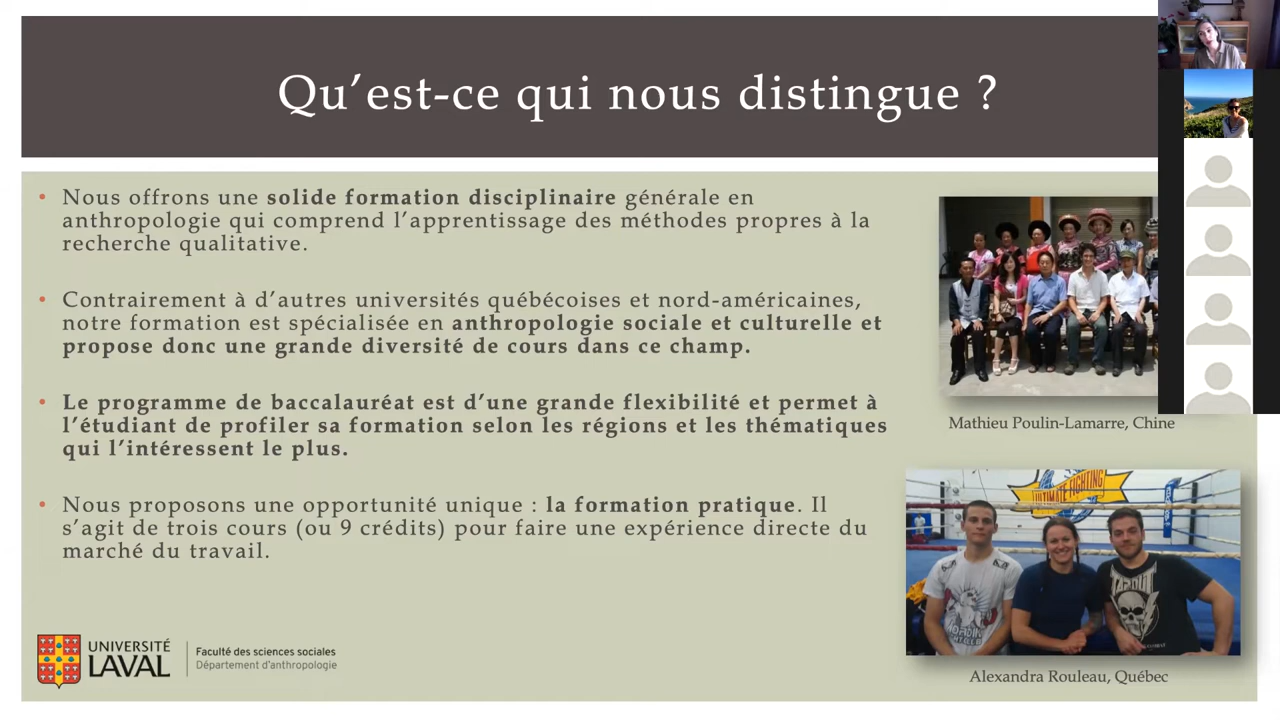 Qu’est-ce qui nous distingue ?
• Nous offrons une solide formation disciplinaire générale en
anthropologie qui comprend l’apprentissage des méthodes propres à la
recherche qualitative.
• Contrairement à d’autres universités québécoises et nord-américaines,
notre formation est spécialisée en anthropologie sociale et culturelle et
propose donc une grande diversité de cours dans ce champ.
• Le programme de baccalauréat est d’une grande flexibilité et permet à
l’étudiant de profiler sa formation selon les régions et les thématiques
qui l’intéressent le plus.
• Nous proposons une opportunité unique : la formation pratique. Il
s’agit de trois cours (ou 9 crédits) pour faire une expérience directe du
marché du travail.
Mathieu Poulin-Lamarre, Chine
ULTIMATE FIGHTING
Alexandra Rouleau, Québec
UNIVERSITÉ
LAVAL
Faculté des sciences sociales
Département d’anthropologie